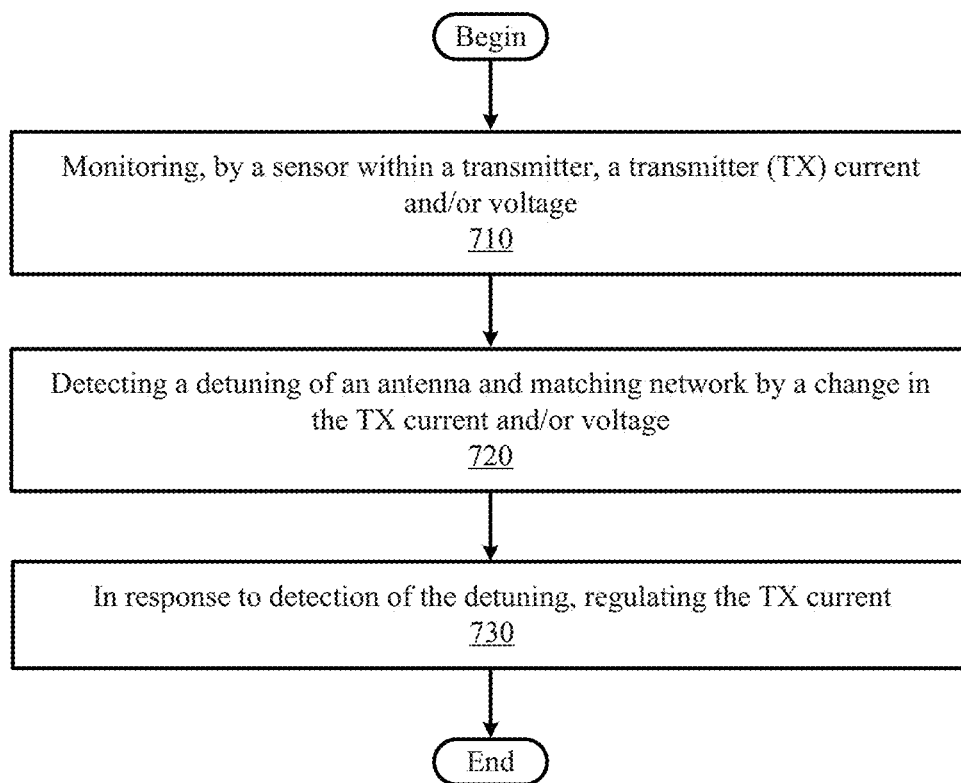 Begin
Monitoring, by a sensor within a transmitter, a transmitter (TX) current
and/or voltage
710
Detecting a detuning of an antenna and matching network by a change in
the TX current and/or voltage
720
In response to detection of the detuning, regulating the TX current
730
End